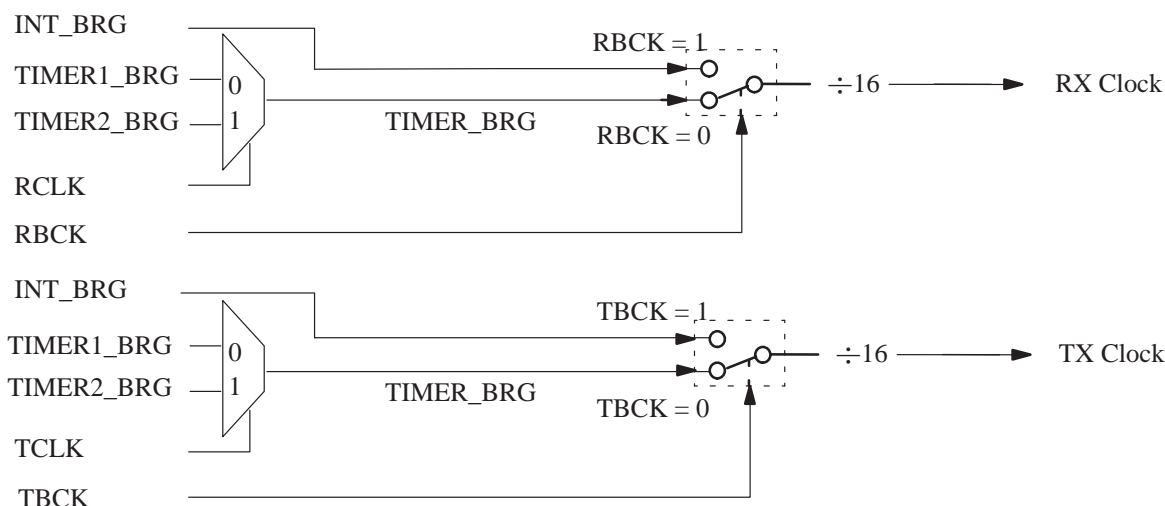 INT_BRG
RBCK = 1
TIMER1_BRG
0
÷16
RX Clock
TIMER2_BRG
1
TIMER_BRG
RBCK = 0
RCLK
RBCK
INT_BRG
TBCK = 1
TIMER1_BRG
0
÷16
TX Clock
TIMER2_BRG
1
TIMER_BRG
TBCK = 0
TCLK
TBCK